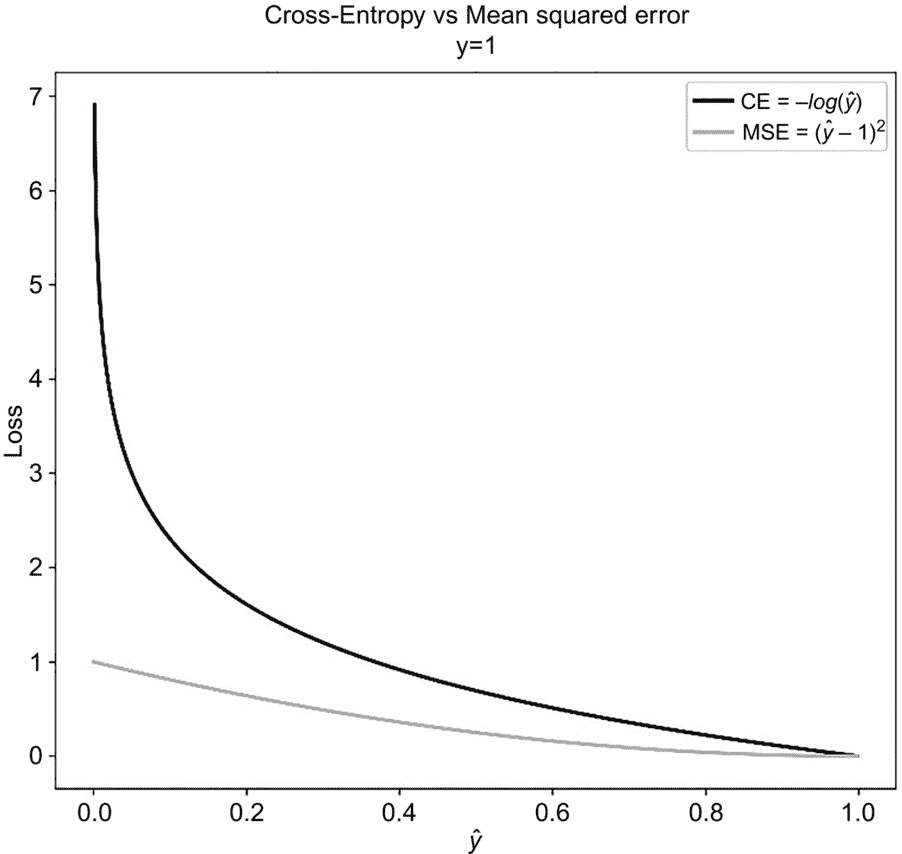 Cross-Entropy vs Mean squared error
y=1
CE = –log(ŷ)
MSE = (ŷ – 1)²
7
6
5
4
3
2
1
0
Loss
0.0 0.2 0.4 0.6 0.8 1.0
ŷ